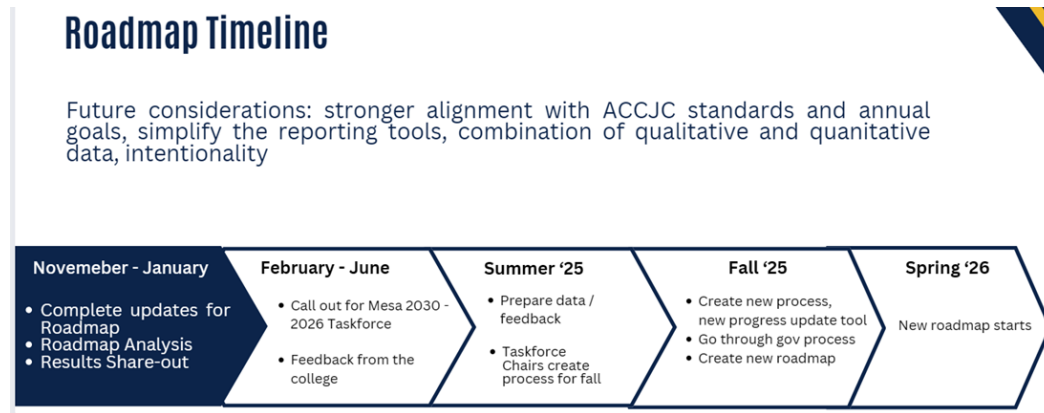 Roadmap Timeline
Future considerations: stronger alignment with ACCJC standards and annual
goals, simplify the reporting tools, combination of qualitative and quanitative
data, intentionality
Novemeber - January
• Complete updates for
Roadmap
• Roadmap Analysis
• Results Share-out
February - June
• Call out for Mesa 2030 -
2026 Taskforce
• Feedback from the
college
Summer ‘25
• Prepare data /
feedback
• Taskforce
Chairs create
process for fall
Fall ‘25
• Create new process,
new progress update tool
• Go through gov process
• Create new roadmap
Spring ‘26
New roadmap starts